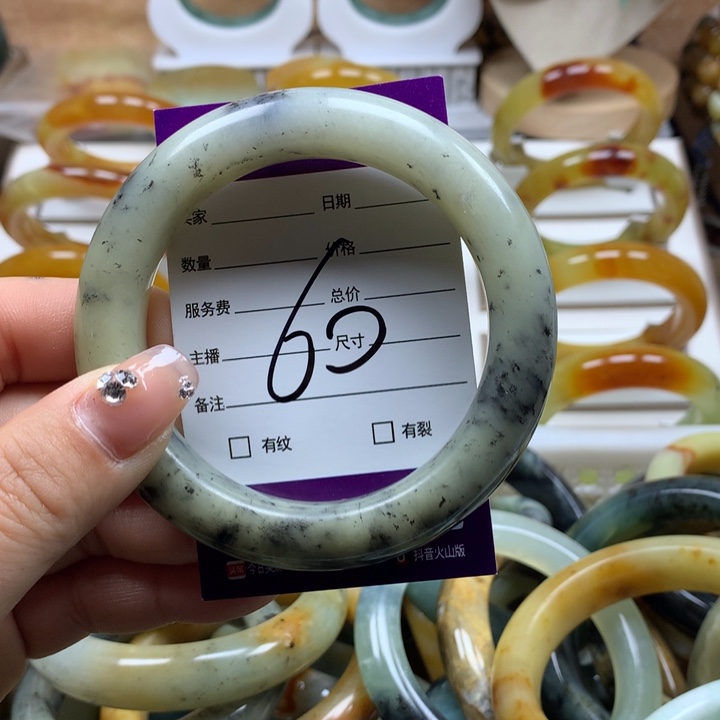 家 日期
数量 价格
服务费 总价
主播 尺寸
备注
60
有纹 有裂
抖音火山版